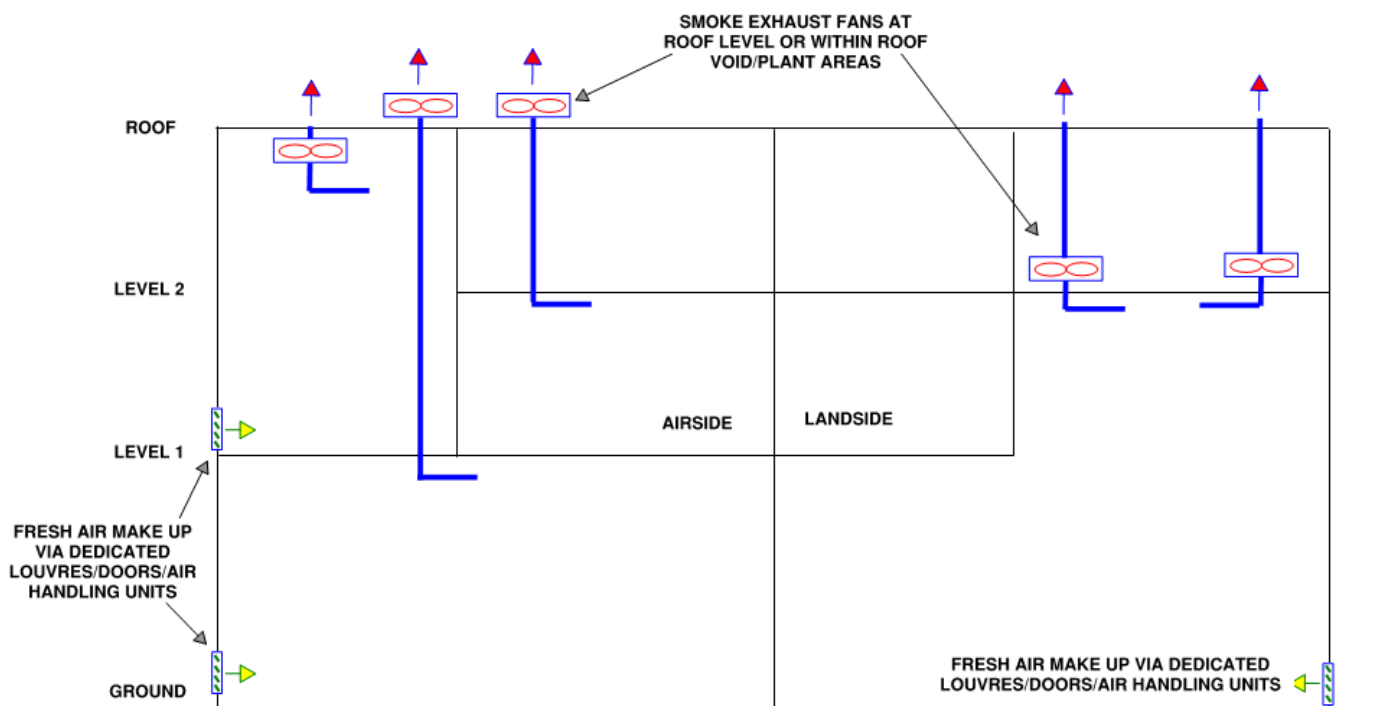 SMOKE EXHAUST FANS AT
ROOF LEVEL OR WITHIN ROOF
VOID/PLANT AREAS
ROOF
LEVEL 2
AIRSIDE
LANDSIDE
LEVEL 1
FRESH AIR MAKE UP
VIA DEDICATED
LOUVRES/DOORS/AIR
HANDLING UNITS
GROUND
FRESH AIR MAKE UP VIA DEDICATED
LOUVRES/DOORS/AIR HANDLING UNITS